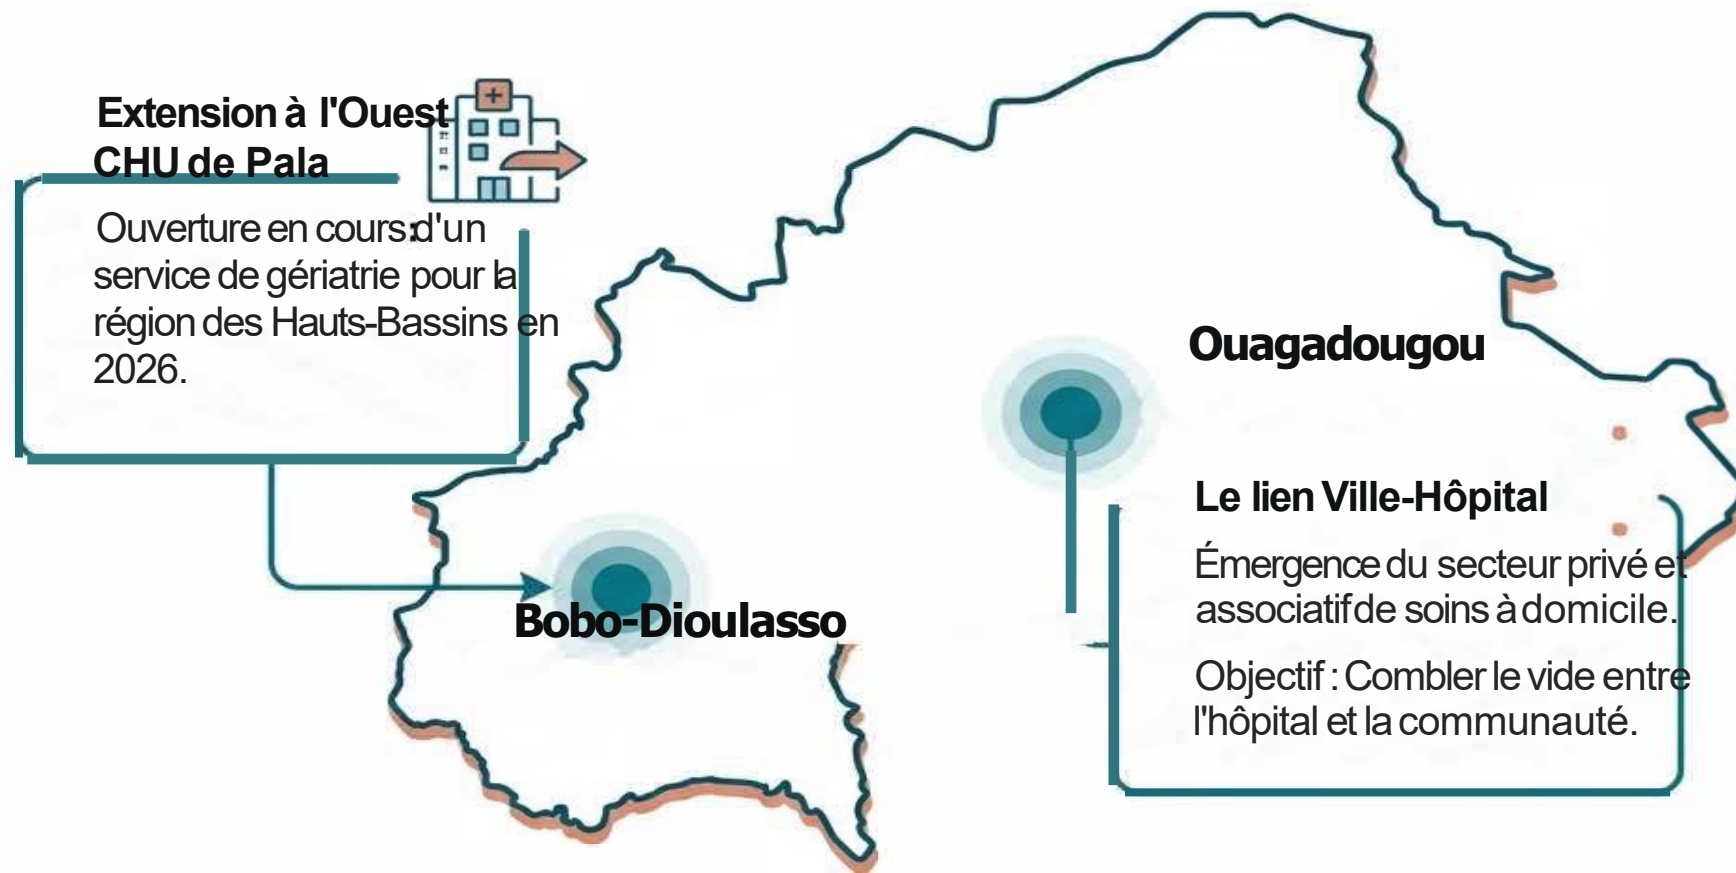 Extension à l'Ouest
CHU de Pala
Ouverture en cours : d'un
service de gériatrie pour la
région des Hauts-Bassins en
2026.
Ouagadougou
Le lien Ville-Hôpital
Émergence du secteur privé et
associatif de soins à domicile.
Objectif : Combler le vide entre
l'hôpital et la communauté.
Bobo-Dioulasso